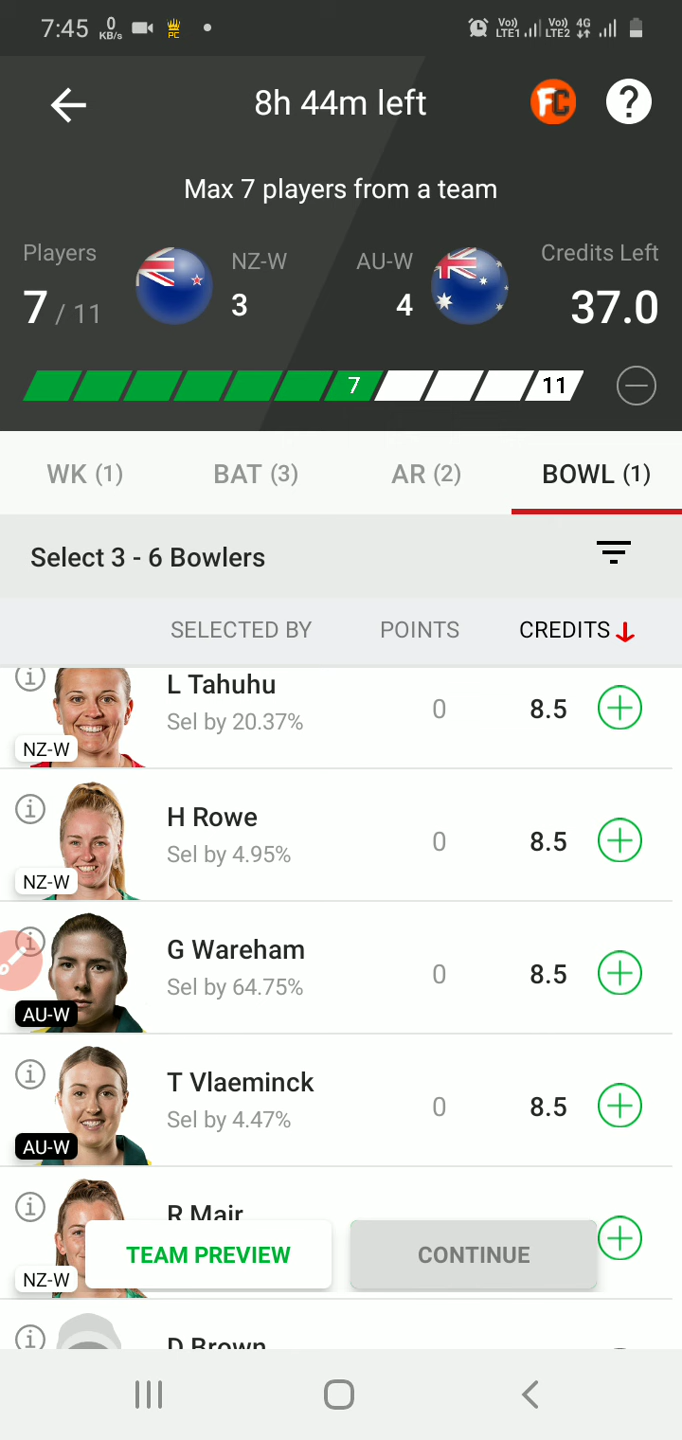 7:45 0 KB/s PC Vo) LTE1 Vo) LTE2 4G
8h 44m left FC ?
Max 7 players from a team
Players NZ-W AU-W Credits Left
7 / 11 3 4 37.0
7 11
WK (1) BAT (3) AR (2) BOWL (1)
Select 3 - 6 Bowlers
SELECTED BY POINTS CREDITS
L Tahuhu
Sel by 20.37% 0 8.5
NZ-W
H Rowe
Sel by 4.95% 0 8.5
NZ-W
G Wareham
Sel by 64.75% 0 8.5
AU-W
T Vlaeminck
Sel by 4.47% 0 8.5
AU-W
R Mair
TEAM PREVIEW CONTINUE
NZ-W
D Brown